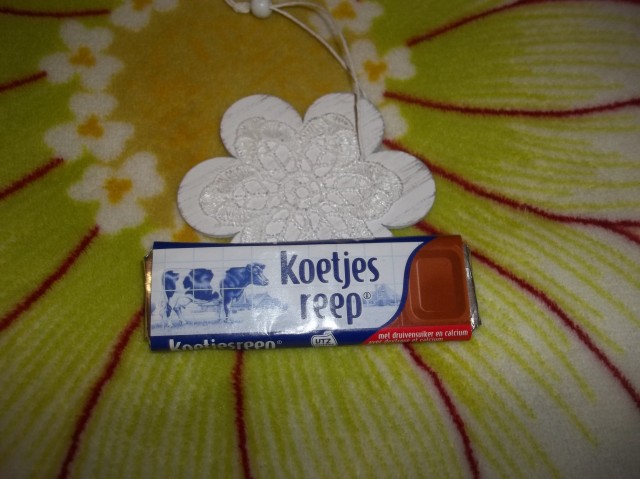 Koetjes
reep®
UTZ
met druivensuiker en calcium
Koetjesreep®